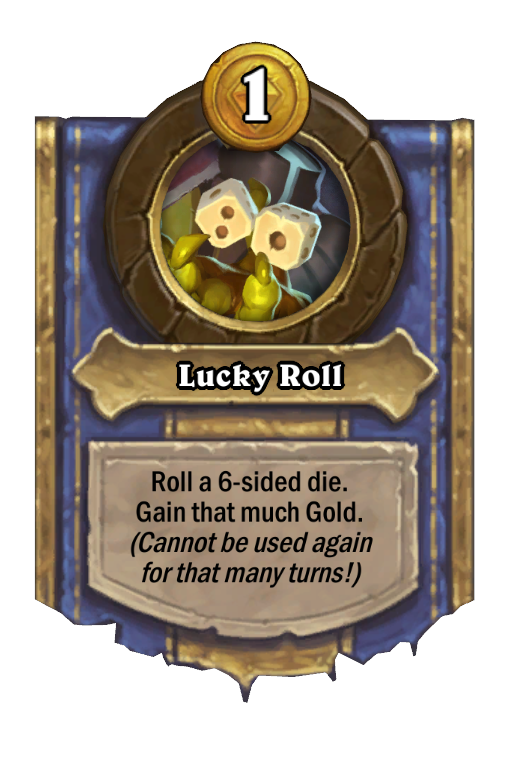 1
Lucky Roll
Roll a 6-sided die.
Gain that much Gold.
(Cannot be used again
for that many turns!)